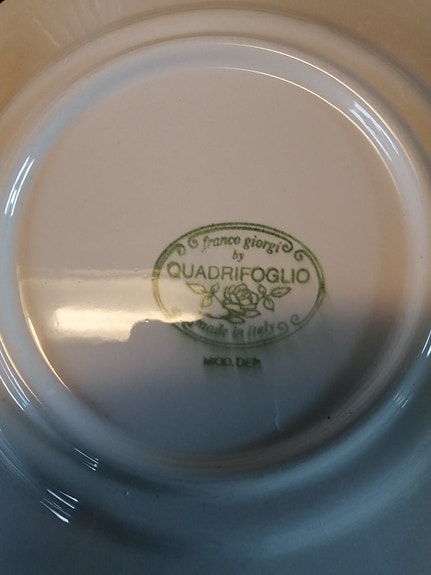 franco giorgi
by
QUADRIFOGLIO
made in italy
MOD. DEP.